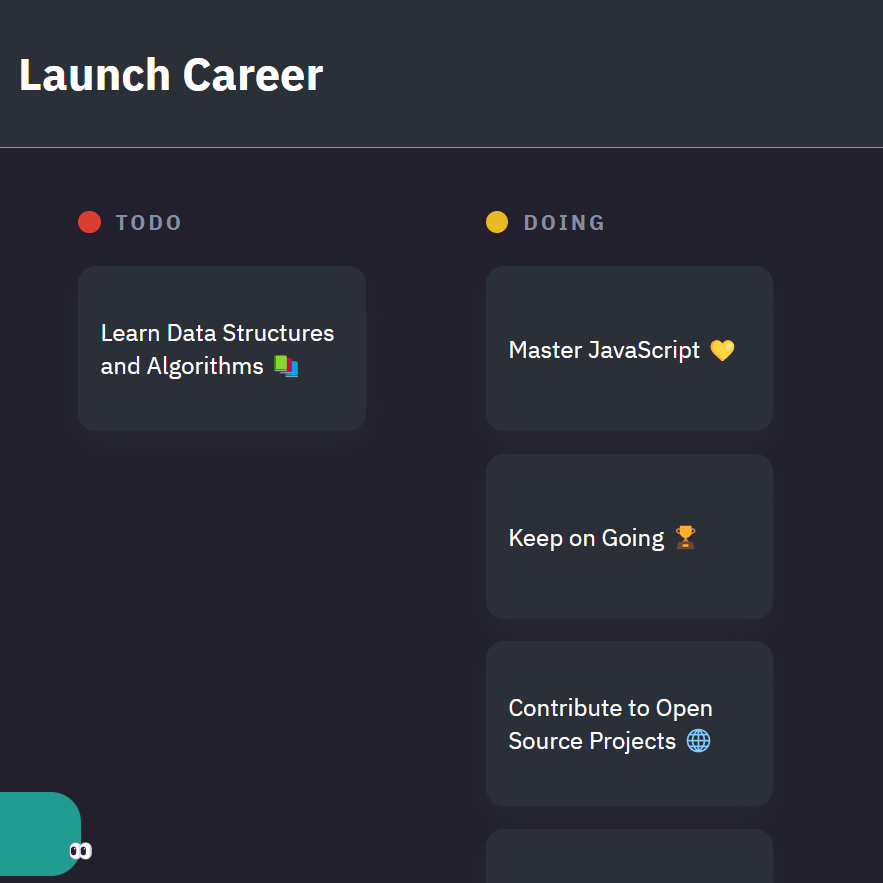 Launch Career
TODO
Learn Data Structures
and Algorithms 📚
DOING
Master JavaScript 💛
Keep on Going 🏆
Contribute to Open
Source Projects 🌐
👀